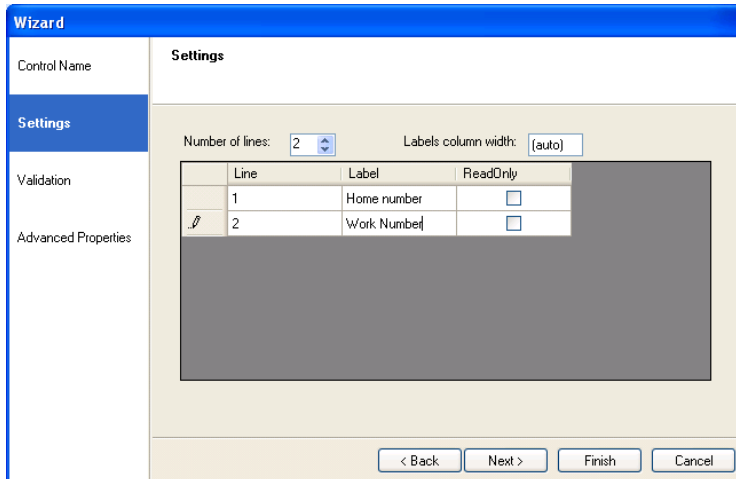 Wizard
Control Name
Settings
Validation
Advanced Properties
Settings
Number of lines: 2 Labels column width: (auto)
Line Label ReadOnly
1 Home number
2 Work Number
< Back Next > Finish Cancel